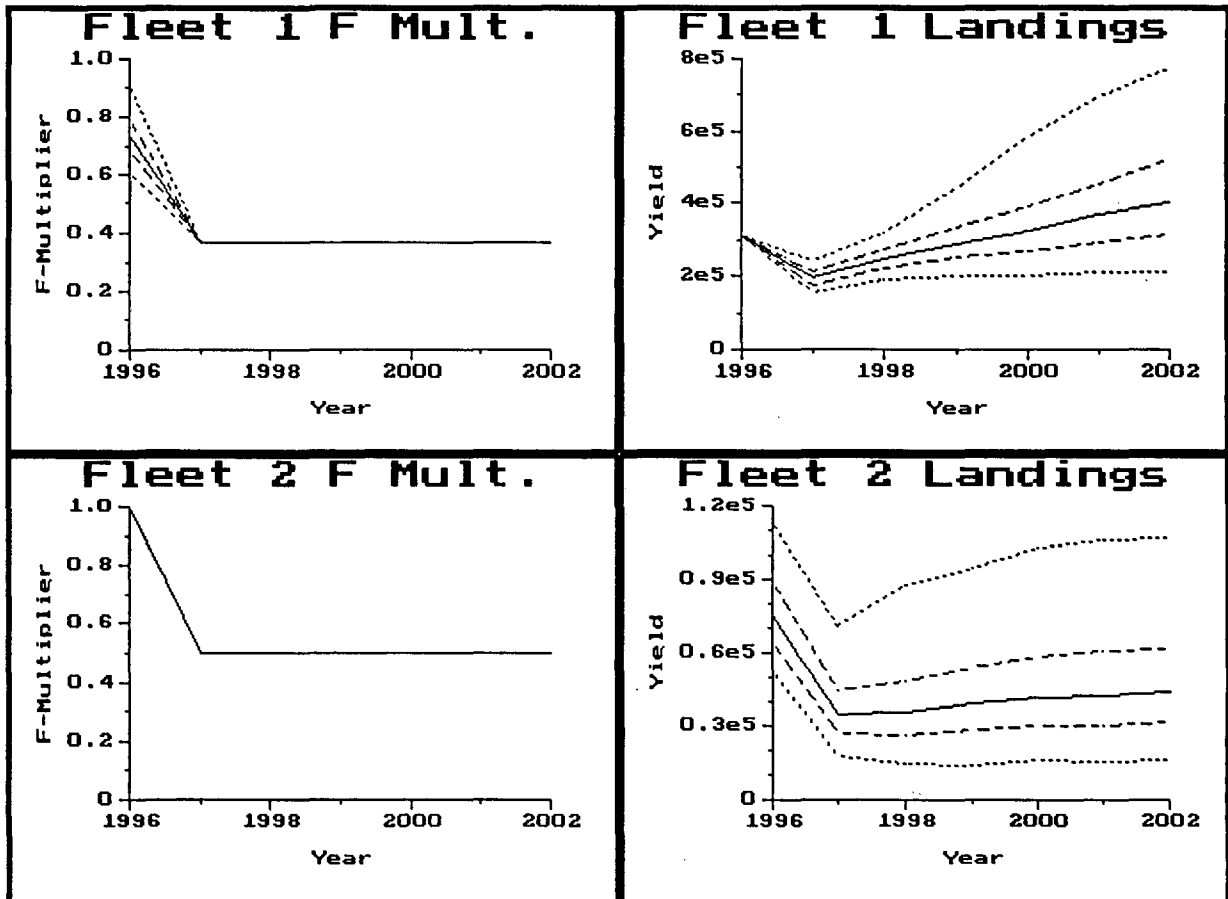 Fleet 1 F Mult.
F-Multiplier
1.0
0.8
0.6
0.4
0.2
0
1996 1998 2000 2002
Year
Fleet 1 Landings
Yield
8e5
6e5
4e5
2e5
0
1996 1998 2000 2002
Year
Fleet 2 F Mult.
F-Multiplier
1.0
0.8
0.6
0.4
0.2
0
1996 1998 2000 2002
Year
Fleet 2 Landings
Yield
1.2e5
0.9e5
0.6e5
0.3e5
0
1996 1998 2000 2002
Year